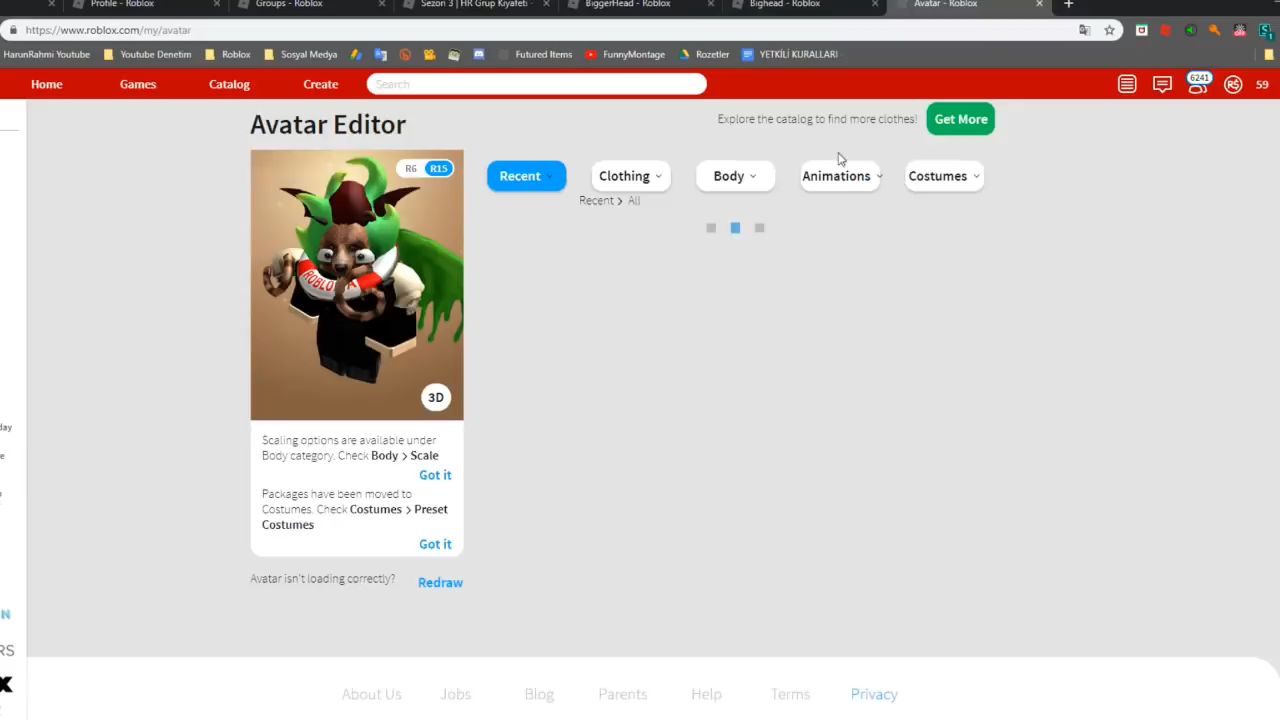 Profile - Roblox
Groups - Roblox
Sezon 3 | HR Grup Kıyafeti -
BiggerHead - Roblox
Bighead - Roblox
Avatar - Roblox
https://www.roblox.com/my/avatar
HarunRahmi Youtube
Youtube Denetim
Roblox
Sosyal Medya
Futured Items
FunnyMontage
Rozetler
YETKİLİ KURALLARI -
Home
Games
Catalog
Create
Search
6241
R$
59
Avatar Editor
Explore the catalog to find more clothes!
Get More
R6
R15
Recent
Clothing
Body
Animations
Costumes
Recent > All
ROBLO
3D
Scaling options are available under
Body category. Check Body > Scale
Got it
Packages have been moved to
Costumes. Check Costumes > Preset
Costumes
Got it
Avatar isn't loading correctly?
Redraw
day
e
N
RS
X
About Us
Jobs
Blog
Parents
Help
Terms
Privacy